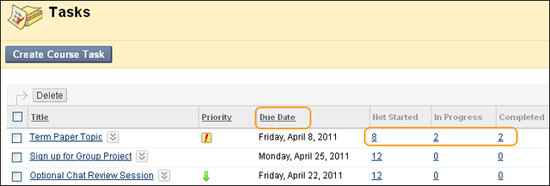 Tasks
Create Course Task
Delete
Title Priority Due Date Not Started In Progress Completed
Term Paper Topic Friday, April 8, 2011 8 2 2
Sign up for Group Project Monday, April 25, 2011 12 0 0
Optional Chat Review Session Friday, April 22, 2011 12 0 0